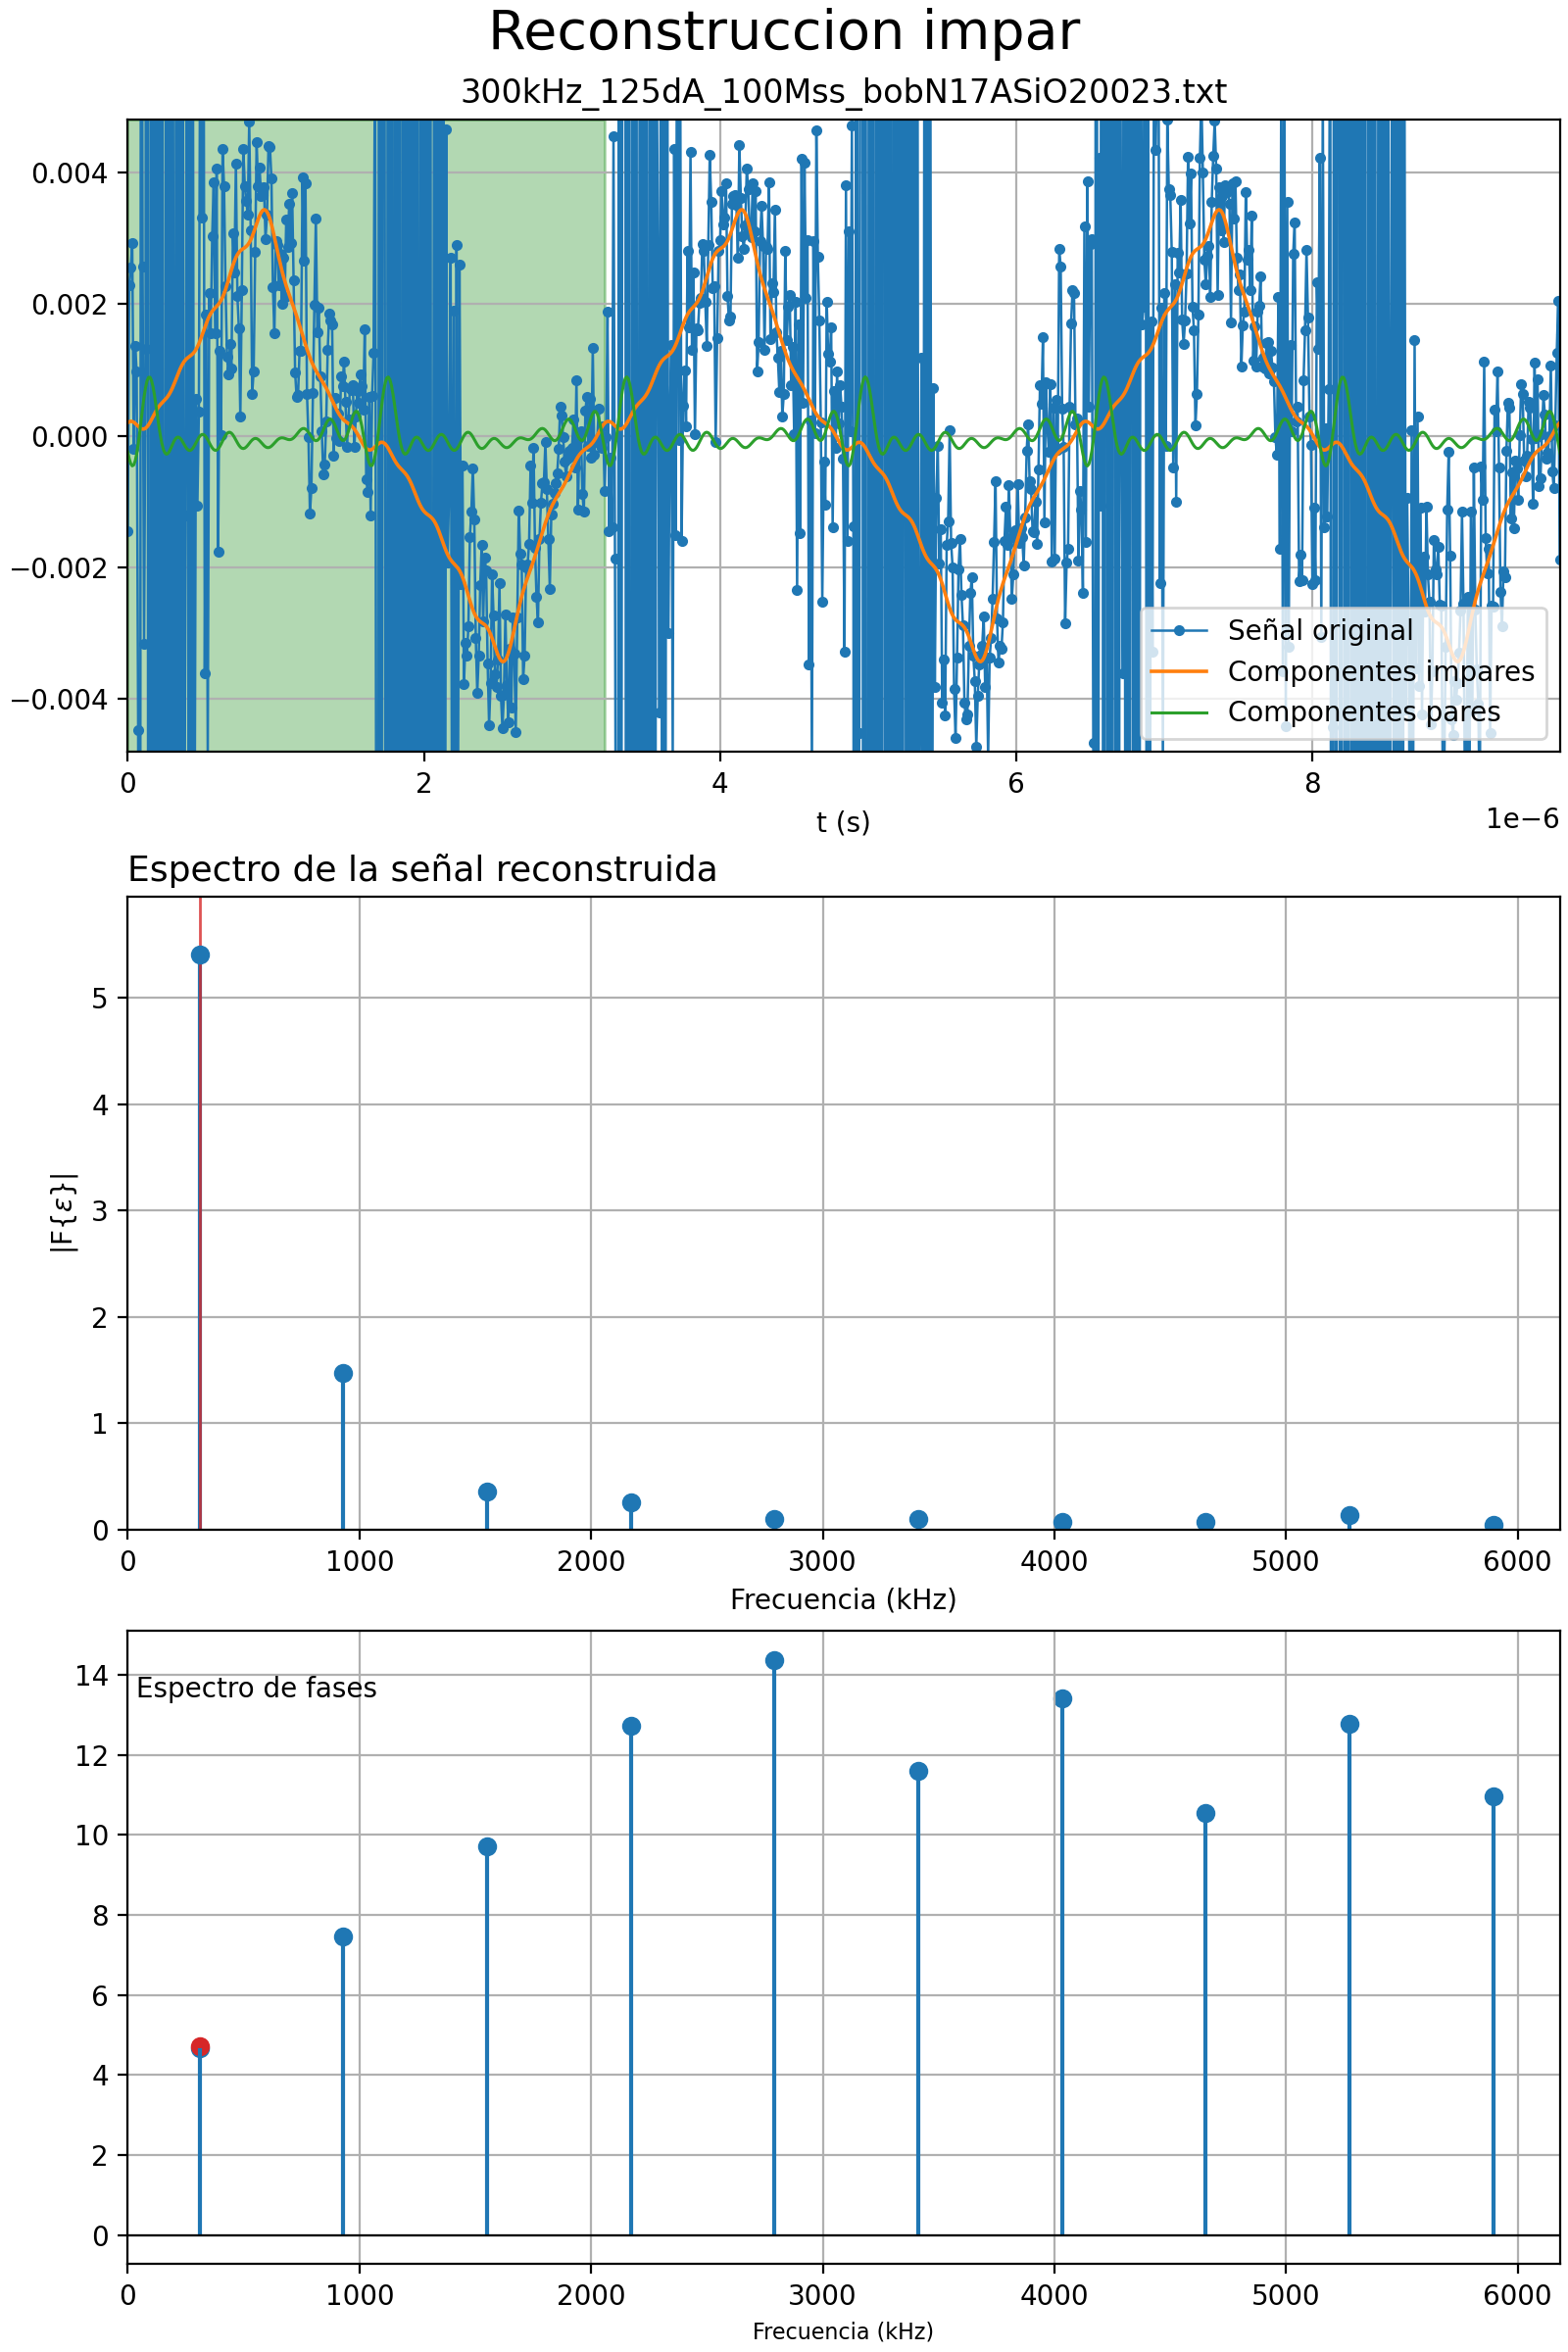 Reconstruccion impar
300kHz_125dA_100Mss_bobN17ASiO20023.txt
0.004
0.002
0.000
−0.002
−0.004
Señal original
Componentes impares
Componentes pares
0 2 4 6 8
1e−6
t (s)
Espectro de la señal reconstruida
5
4
3
2
1
0
|F{ε}|
0 1000 2000 3000 4000 5000 6000
Frecuencia (kHz)
Espectro de fases
14
12
10
8
6
4
2
0
0 1000 2000 3000 4000 5000 6000
Frecuencia (kHz)